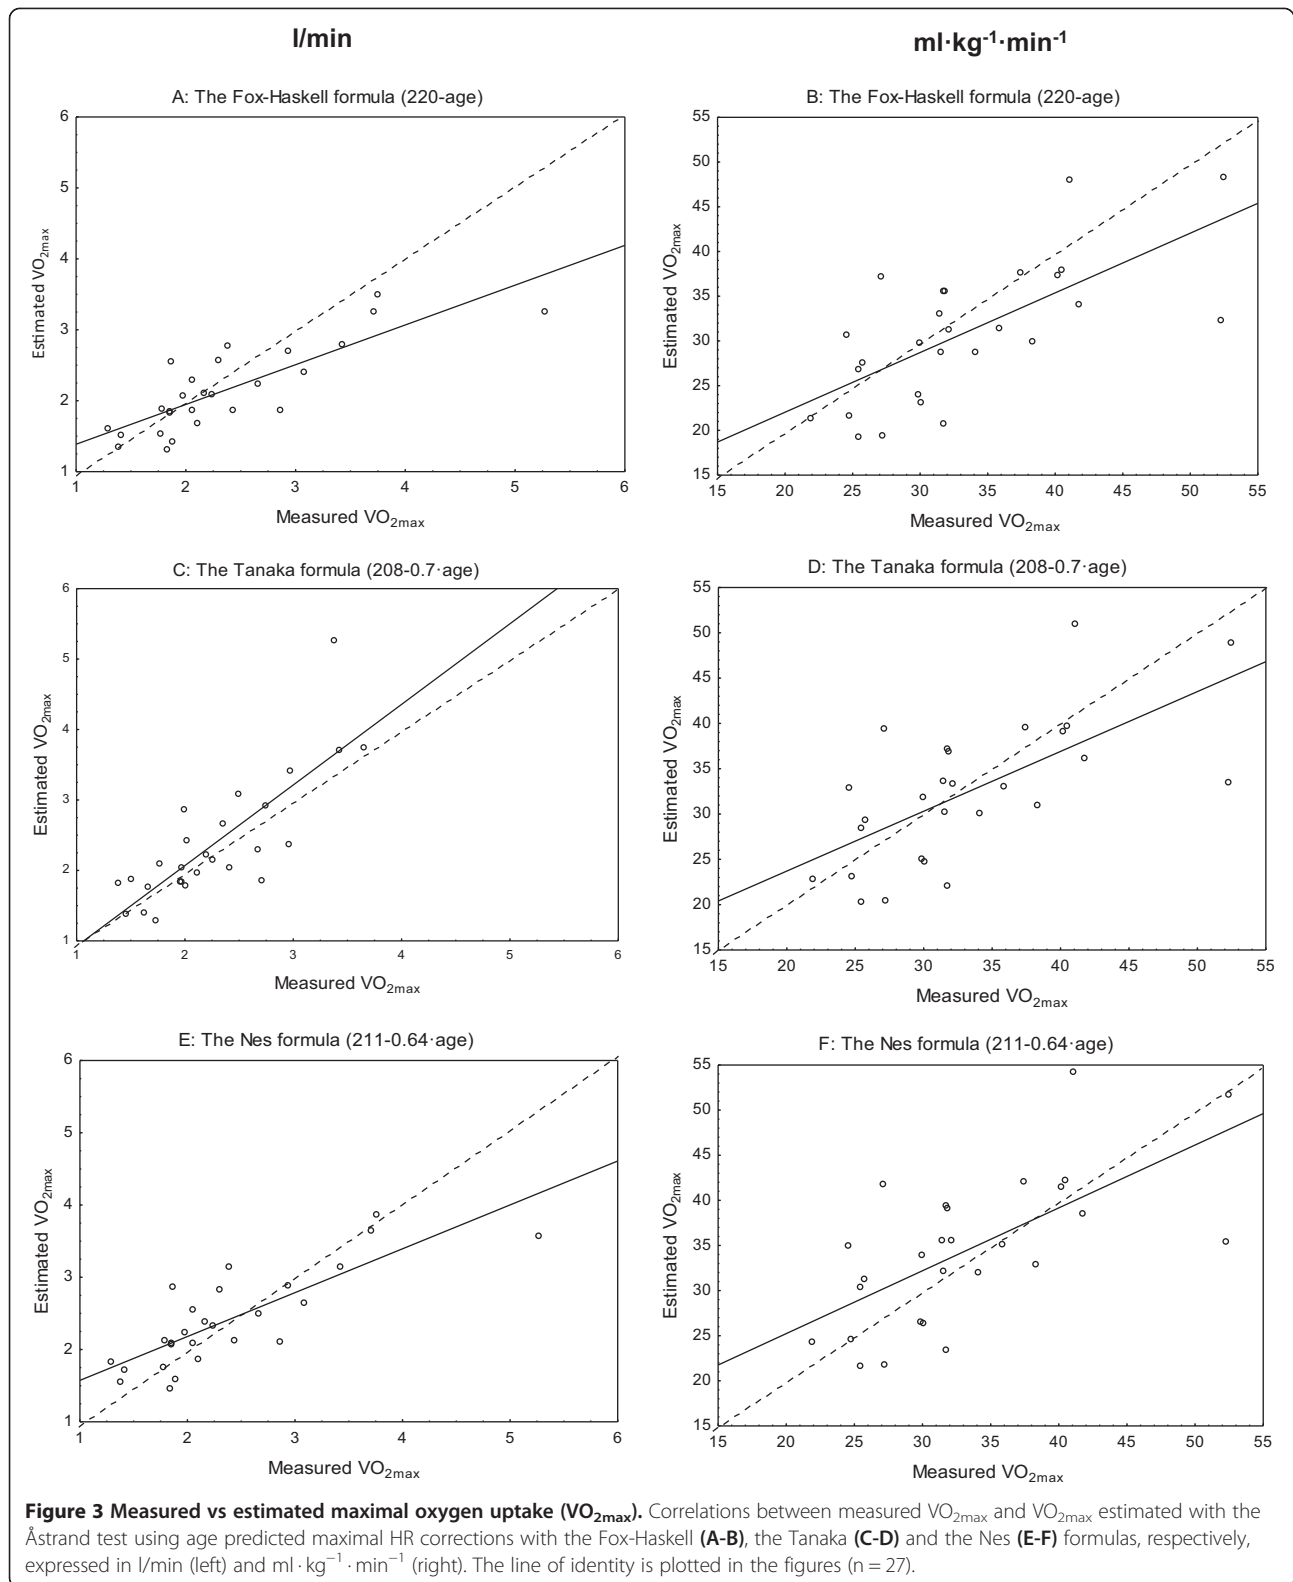 l/min
ml·kg⁻¹·min⁻¹
A: The Fox-Haskell formula (220-age)
6
5
4
3
2
1
Estimated VO₂max
1 2 3 4 5 6
Measured VO₂max
B: The Fox-Haskell formula (220-age)
55
50
45
40
35
30
25
20
15
Estimated VO₂max
15 20 25 30 35 40 45 50 55
Measured VO₂max
C: The Tanaka formula (208-0.7·age)
6
5
4
3
2
1
Estimated VO₂max
1 2 3 4 5 6
Measured VO₂max
D: The Tanaka formula (208-0.7·age)
55
50
45
40
35
30
25
20
15
Estimated VO₂max
15 20 25 30 35 40 45 50 55
Measured VO₂max
E: The Nes formula (211-0.64·age)
6
5
4
3
2
1
Estimated VO₂max
1 2 3 4 5 6
Measured VO₂max
F: The Nes formula (211-0.64·age)
55
50
45
40
35
30
25
20
15
Estimated VO₂max
15 20 25 30 35 40 45 50 55
Measured VO₂max
Figure 3 Measured vs estimated maximal oxygen uptake (VO₂max). Correlations between measured VO₂max and VO₂max estimated with the
Åstrand test using age predicted maximal HR corrections with the Fox-Haskell (A-B), the Tanaka (C-D) and the Nes (E-F) formulas, respectively,
expressed in l/min (left) and ml·kg⁻¹·min⁻¹ (right). The line of identity is plotted in the figures (n = 27).